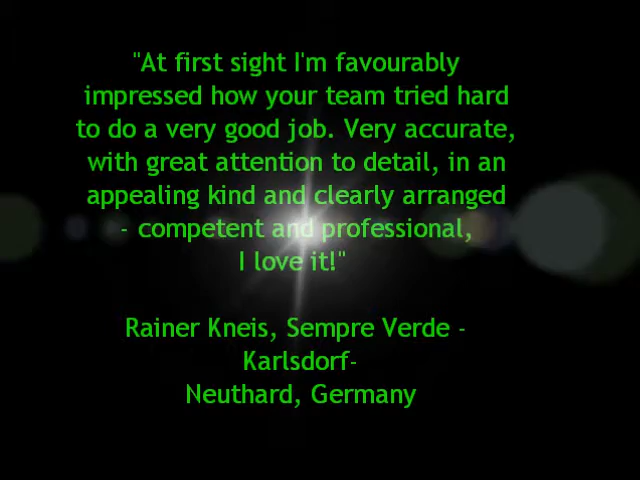 "At first sight I'm favourably
impressed how your team tried hard
to do a very good job. Very accurate,
with great attention to detail, in an
appealing kind and clearly arranged
- competent and professional,
I love it!"
Rainer Kneis, Sempre Verde -
Karlsdorf-
Neuthard, Germany